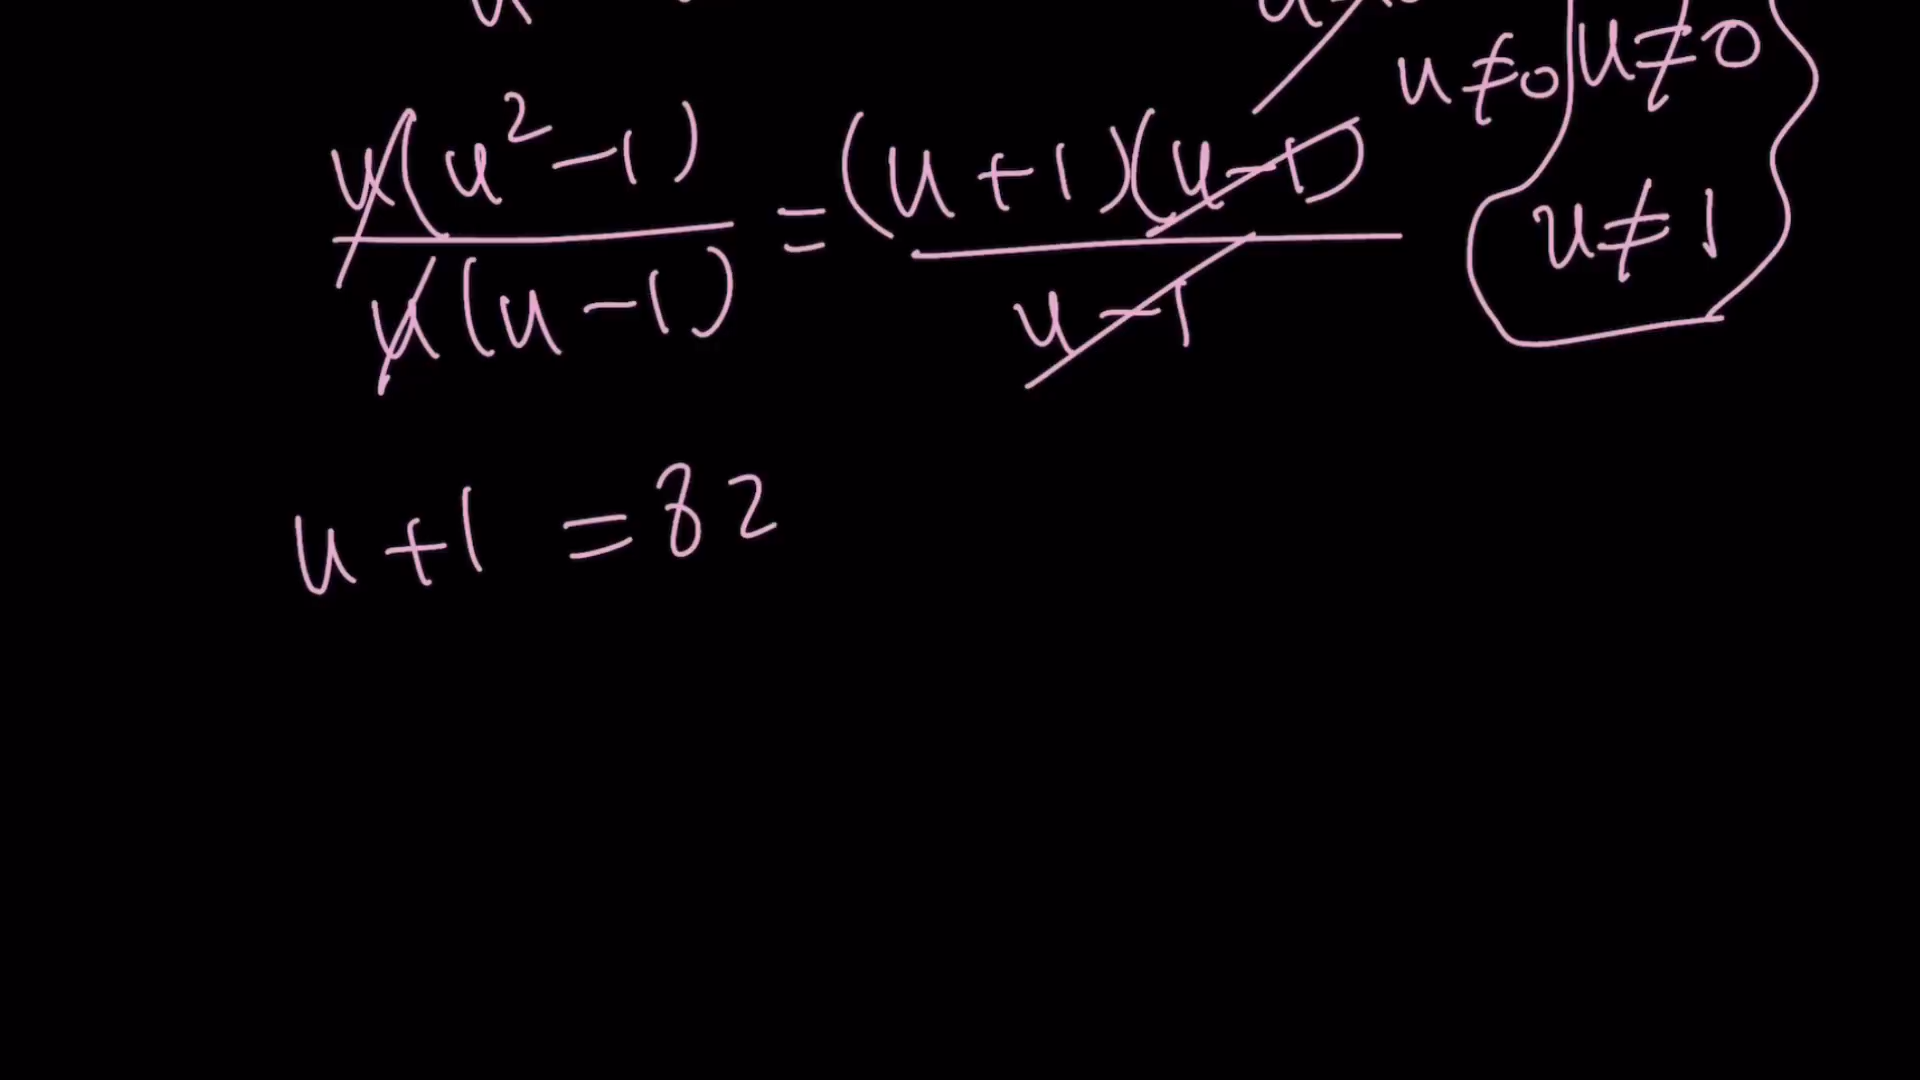 u≠0 u≠0
u(u²-1) / u(u-1) = (u+1)(u-1) / u-1
u≠1
u+1 = 82